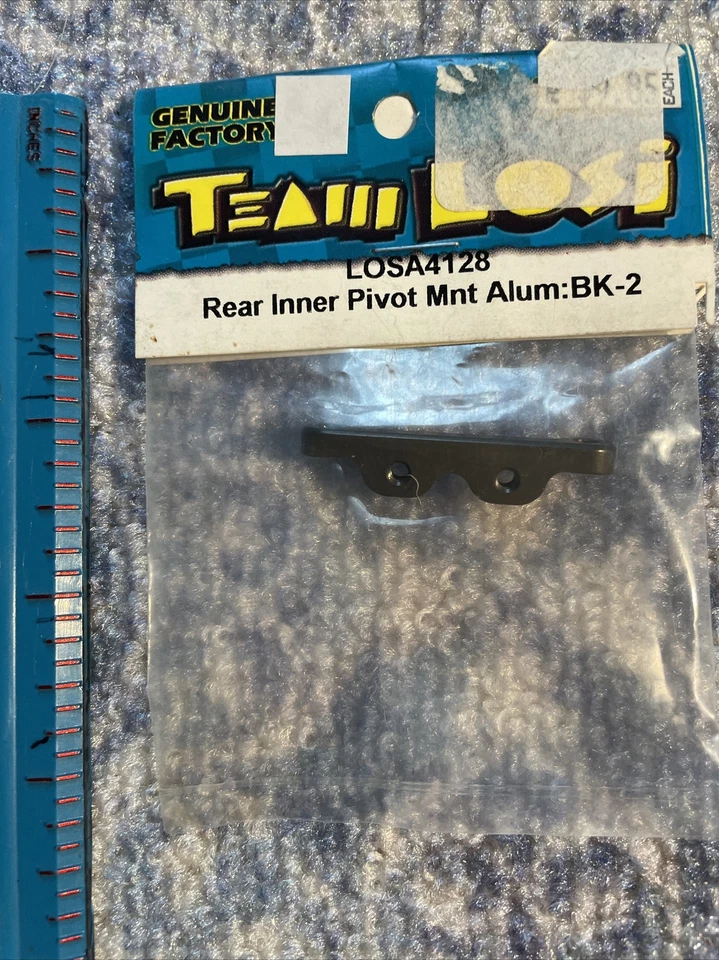 INCHES
GENUINE
FACTORY
EACH
TEAM LOSI
LOSA4128
Rear Inner Pivot Mnt Alum:BK-2